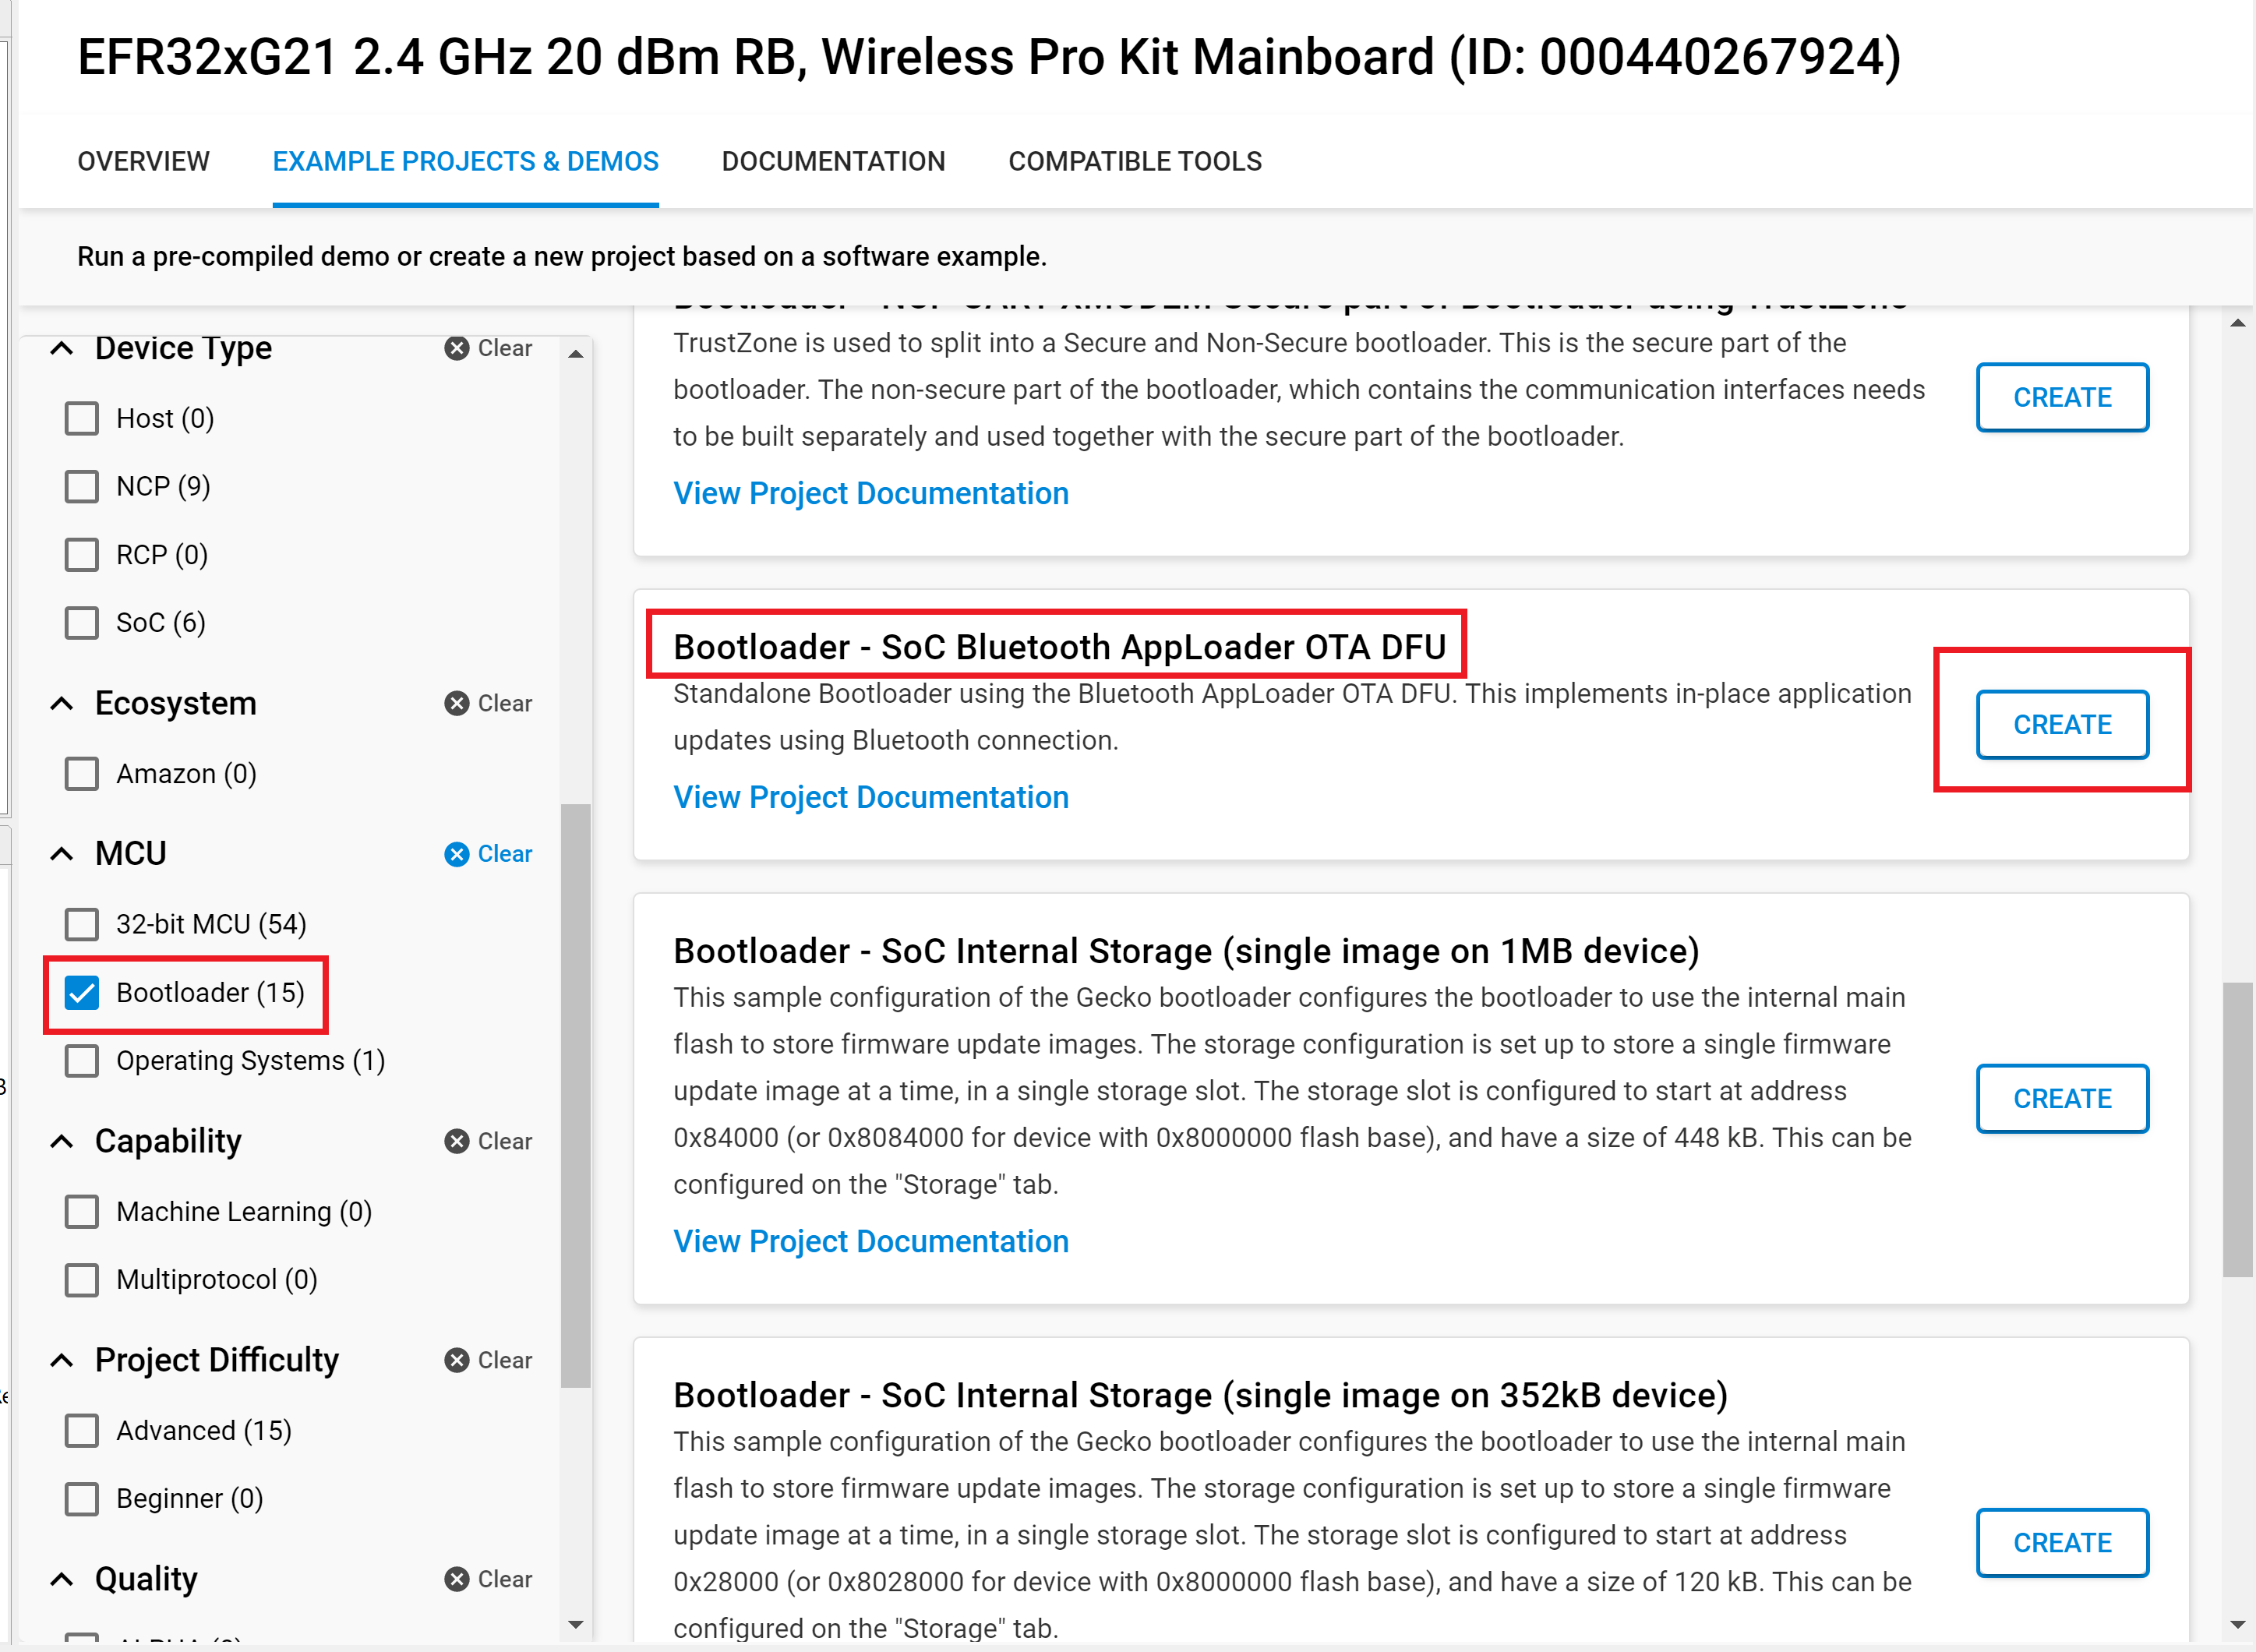 EFR32xG21 2.4 GHz 20 dBm RB, Wireless Pro Kit Mainboard (ID: 000440267924)
OVERVIEW
EXAMPLE PROJECTS & DEMOS
DOCUMENTATION
COMPATIBLE TOOLS
Run a pre-compiled demo or create a new project based on a software example.
Device Type
Clear
Host (0)
NCP (9)
RCP (0)
SoC (6)
Ecosystem
Clear
Amazon (0)
MCU
Clear
32-bit MCU (54)
Bootloader (15)
Operating Systems (1)
Capability
Clear
Machine Learning (0)
Multiprotocol (0)
Project Difficulty
Clear
Advanced (15)
Beginner (0)
Quality
Clear
Bootloader - NCP UART XMODEM Secure part of Bootloader using TrustZone
TrustZone is used to split into a Secure and Non-Secure bootloader. This is the secure part of the
bootloader. The non-secure part of the bootloader, which contains the communication interfaces needs
to be built separately and used together with the secure part of the bootloader.
View Project Documentation
CREATE
Bootloader - SoC Bluetooth AppLoader OTA DFU
Standalone Bootloader using the Bluetooth AppLoader OTA DFU. This implements in-place application
updates using Bluetooth connection.
View Project Documentation
CREATE
Bootloader - SoC Internal Storage (single image on 1MB device)
This sample configuration of the Gecko bootloader configures the bootloader to use the internal main
flash to store firmware update images. The storage configuration is set up to store a single firmware
update image at a time, in a single storage slot. The storage slot is configured to start at address
0x84000 (or 0x8084000 for device with 0x8000000 flash base), and have a size of 448 kB. This can be
configured on the "Storage" tab.
View Project Documentation
CREATE
Bootloader - SoC Internal Storage (single image on 352kB device)
This sample configuration of the Gecko bootloader configures the bootloader to use the internal main
flash to store firmware update images. The storage configuration is set up to store a single firmware
update image at a time, in a single storage slot. The storage slot is configured to start at address
0x28000 (or 0x8028000 for device with 0x8000000 flash base), and have a size of 120 kB. This can be
configured on the "Storage" tab.
CREATE